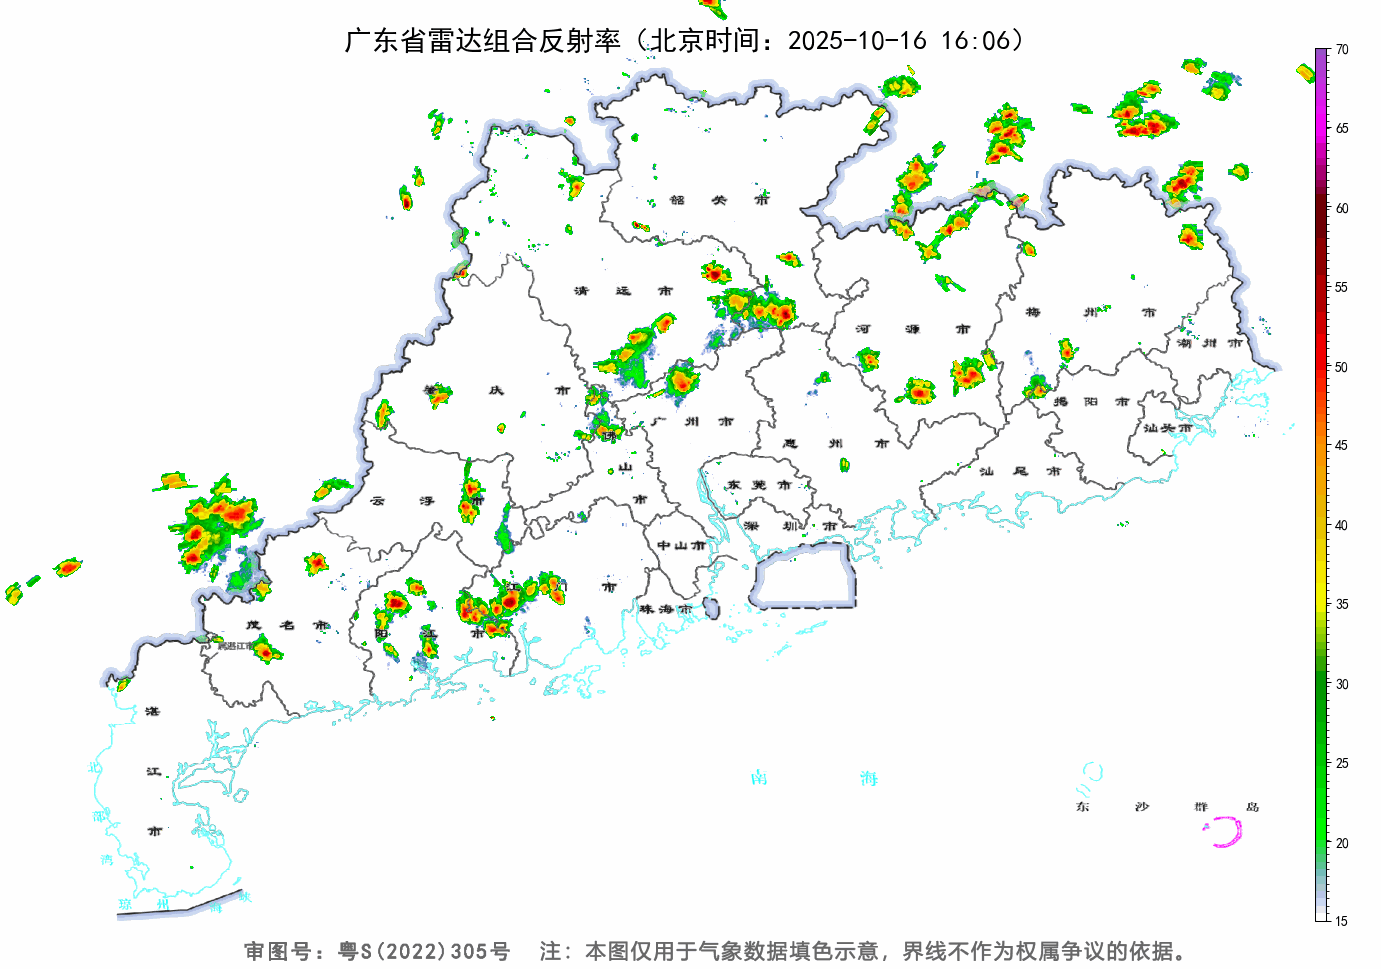 广东省雷达组合反射率（北京时间：2025-10-16 16:06）
70
65
60
55
50
45
40
35
30
25
20
15
韶关市
清远市
河源市
梅州市
潮州市
肇庆市
广州市
揭阳市
汕头市
惠州市
佛山市
汕尾市
东莞市
云浮市
深圳市
中山市
江门市
珠海市
茂名市
阳江市
属湛江市
湛江市
南海
东沙群岛
北部湾
琼州海峡
审图号：粤S(2022)305号 注：本图仅用于气象数据填色示意，界线不作为权属争议的依据。